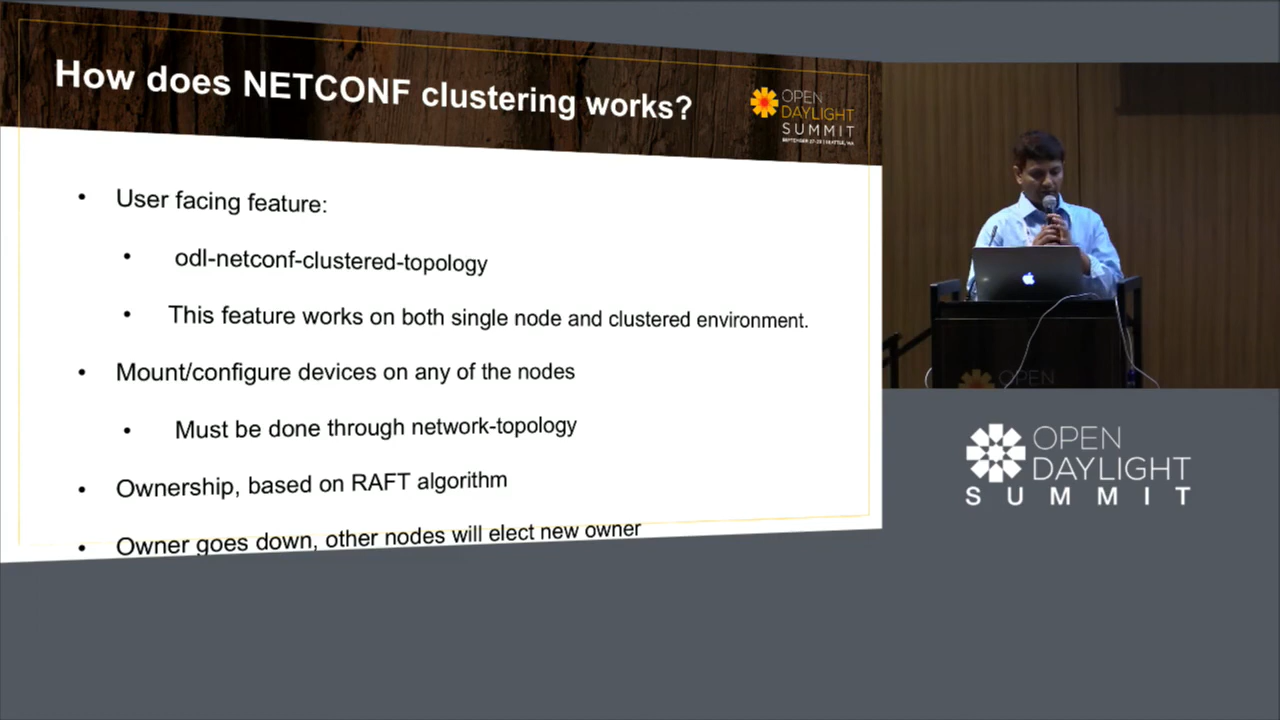 How does NETCONF clustering works?
OPEN
DAYLIGHT
SUMMIT
• User facing feature:
• odl-netconf-clustered-topology
• This feature works on both single node and clustered environment.
• Mount/configure devices on any of the nodes
• Must be done through network-topology
• Ownership, based on RAFT algorithm
• Owner goes down, other nodes will elect new owner
OPEN
OPEN
DAYLIGHT
SUMMIT